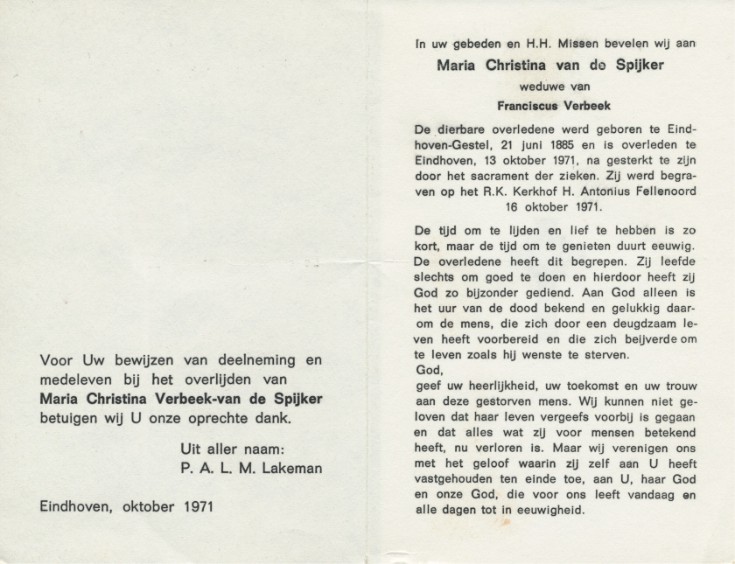 Voor Uw bewijzen van deelneming en
medeleven bij het overlijden van
Maria Christina Verbeek-van de Spijker
betuigen wij U onze oprechte dank.
Uit aller naam:
P. A. L. M. Lakeman
Eindhoven, oktober 1971
In uw gebeden en H.H. Missen bevelen wij aan
Maria Christina van de Spijker
weduwe van
Franciscus Verbeek
De dierbare overledene werd geboren te Eind-
hoven-Gestel, 21 juni 1885 en is overleden te
Eindhoven, 13 oktober 1971, na gesterkt te zijn
door het sacrament der zieken. Zij werd begra-
ven op het R.K. Kerkhof H. Antonius Fellenoord
16 oktober 1971.
De tijd om te lijden en lief te hebben is zo
kort, maar de tijd om te genieten duurt eeuwig.
De overledene heeft dit begrepen. Zij leefde
slechts om goed te doen en hierdoor heeft zij
God zo bijzonder gediend. Aan God alleen is
het uur van de dood bekend en gelukkig daar-
om de mens, die zich door een deugdzaam le-
ven heeft voorbereid en die zich beijverde om
te leven zoals hij wenste te sterven.
God,
geef uw heerlijkheid, uw toekomst en uw trouw
aan deze gestorven mens. Wij kunnen niet ge-
loven dat haar leven vergeefs voorbij is gegaan
en dat alles wat zij voor mensen betekend
heeft, nu verloren is. Maar wij verenigen ons
met het geloof waarin zij zelf aan U heeft
vastgehouden ten einde toe, aan U, haar God
en onze God, die voor ons leeft vandaag en
alle dagen tot in eeuwigheid.